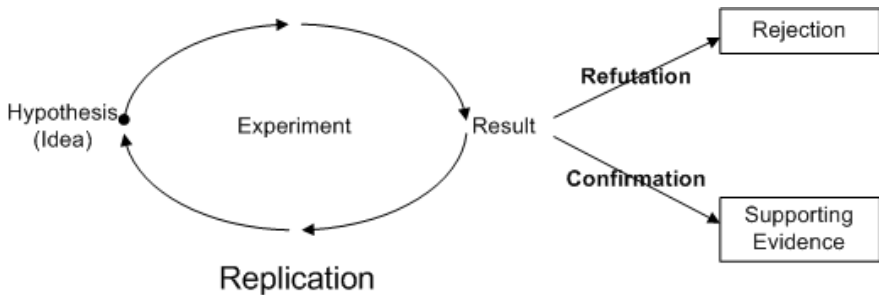 Rejection
Refutation
Hypothesis
(Idea)
Experiment
Result
Confirmation
Supporting
Evidence
Replication